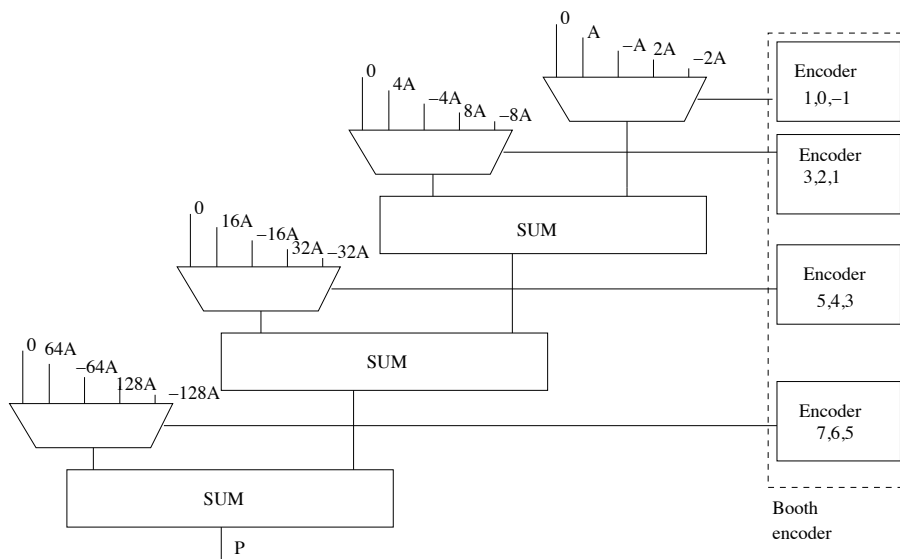 0
A
−A
2A
−2A
Encoder
1,0,−1
0
4A
−4A
8A
−8A
Encoder
3,2,1
SUM
0
16A
−16A
32A
−32A
Encoder
5,4,3
SUM
0
64A
−64A
128A
−128A
Encoder
7,6,5
SUM
Booth
encoder
P